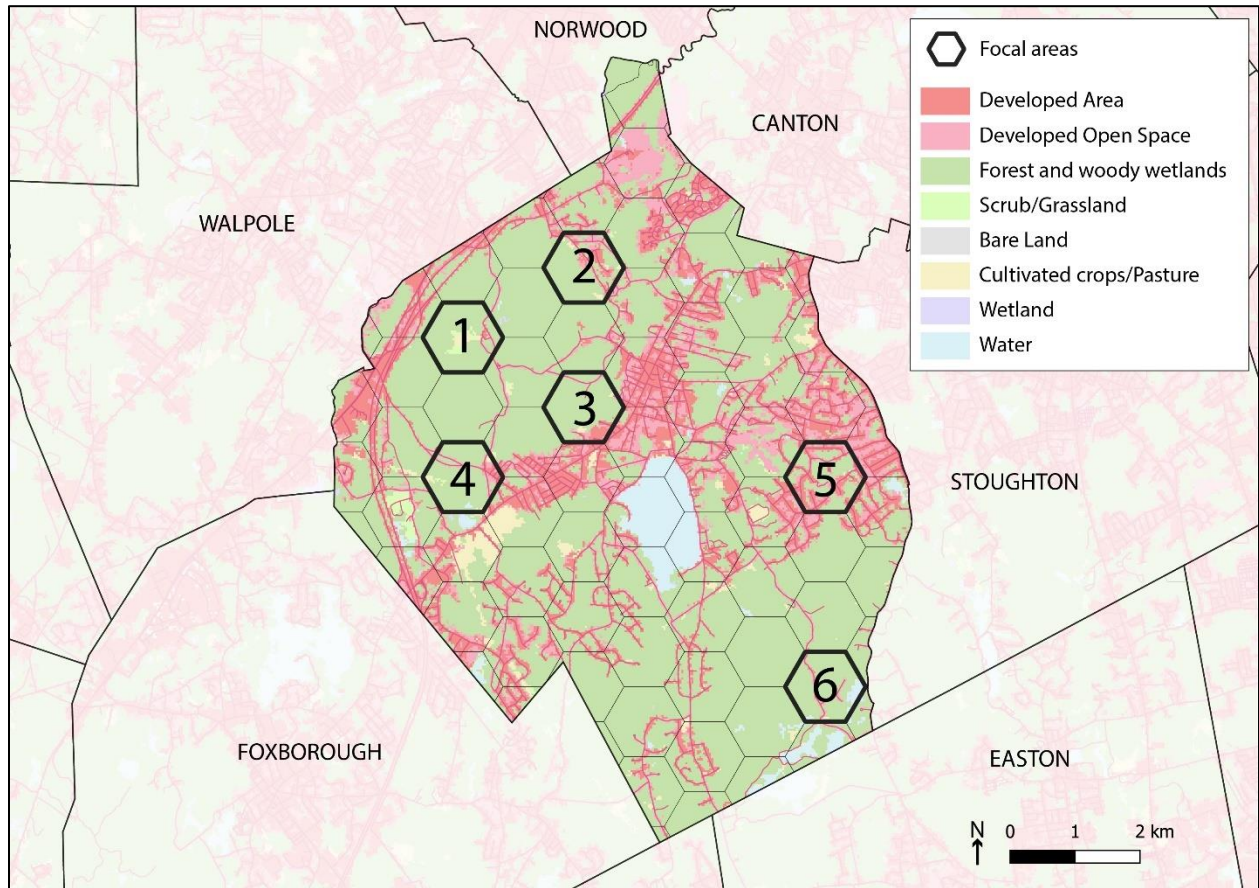 NORWOOD
CANTON
WALPOLE
STOUGHTON
FOXBOROUGH
EASTON
1
2
3
4
5
6
Focal areas
Developed Area
Developed Open Space
Forest and woody wetlands
Scrub/Grassland
Bare Land
Cultivated crops/Pasture
Wetland
Water
N
0 1 2 km